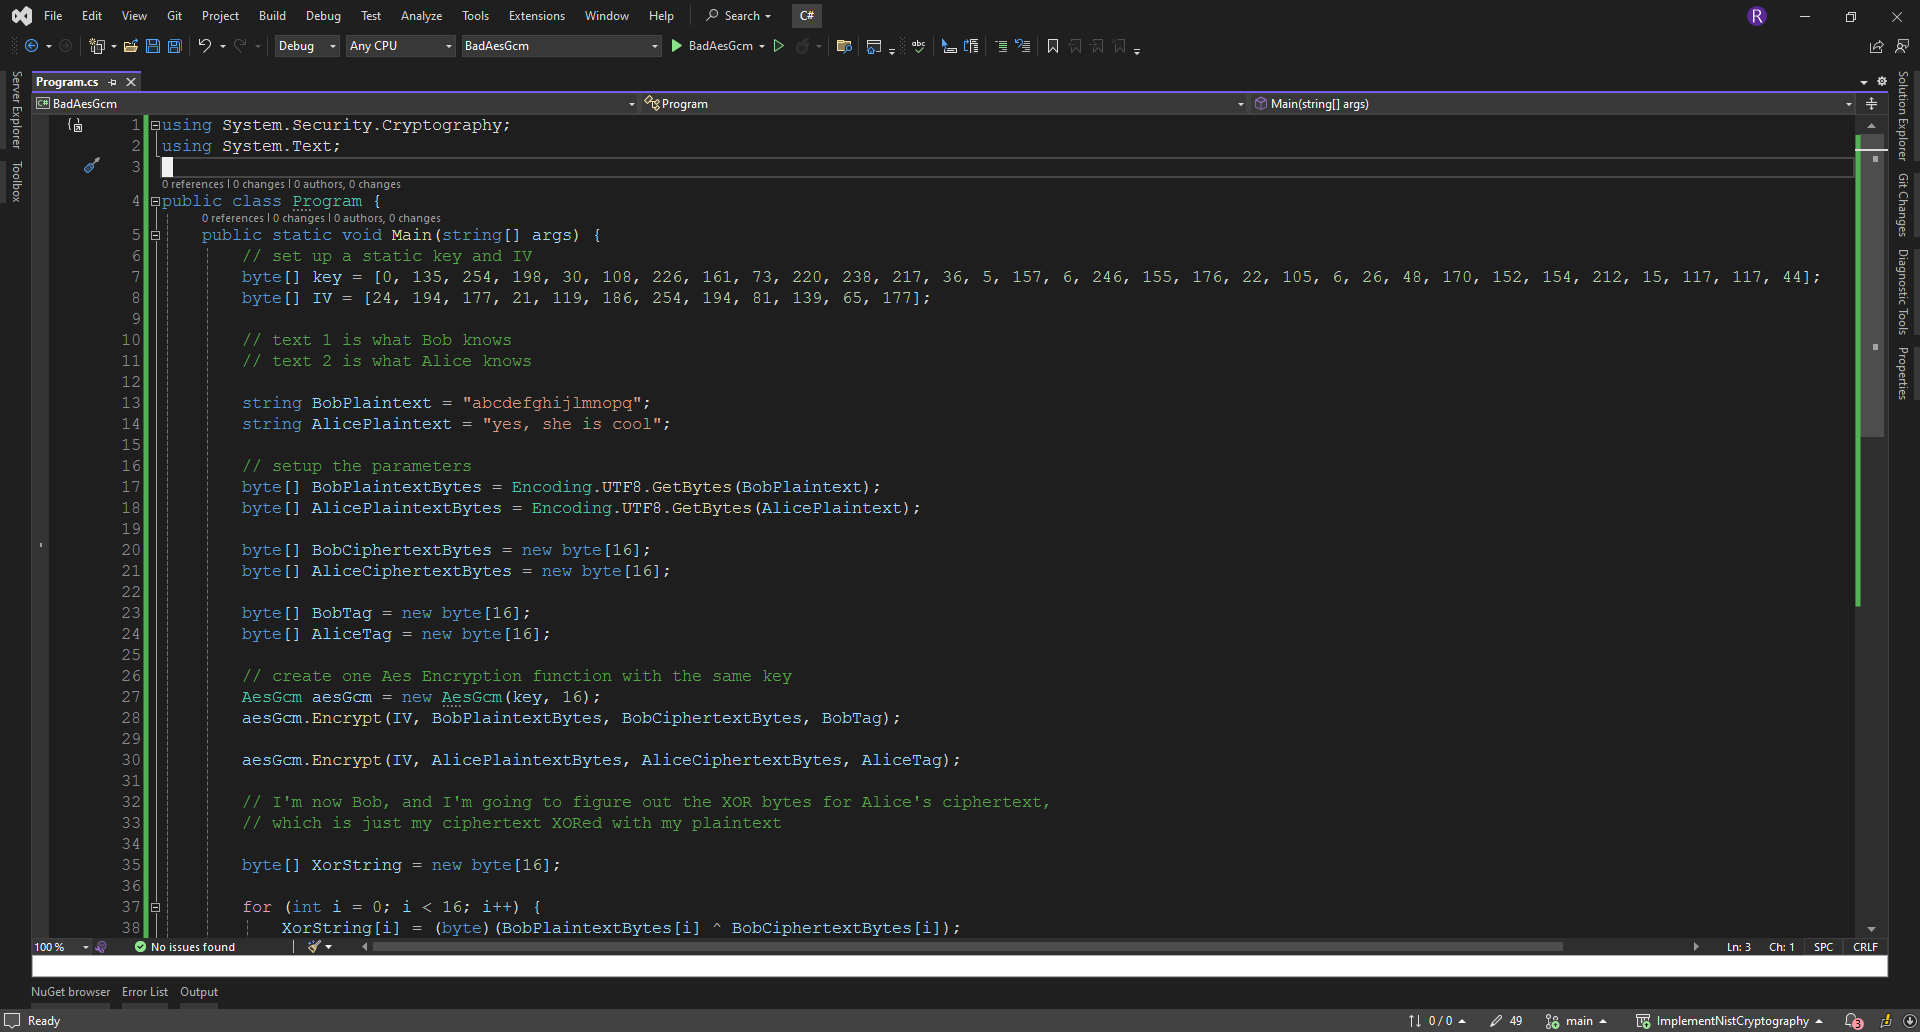 File Edit View Git Project Build Debug Test Analyze Tools Extensions Window Help Search C# R
Debug Any CPU BadAesGcm BadAesGcm
Server Explorer
Toolbox
Program.cs
BadAesGcm Program Main(string[] args)
1 using System.Security.Cryptography;
2 using System.Text;
3
0 references | 0 changes | 0 authors, 0 changes
4 public class Program {
0 references | 0 changes | 0 authors, 0 changes
5 public static void Main(string[] args) {
6 // set up a static key and IV
7 byte[] key = [0, 135, 254, 198, 30, 108, 226, 161, 73, 220, 238, 217, 36, 5, 157, 6, 246, 155, 176, 22, 105, 6, 26, 48, 170, 152, 154, 212, 15, 117, 117, 44];
8 byte[] IV = [24, 194, 177, 21, 119, 186, 254, 194, 81, 139, 65, 177];
9
10 // text 1 is what Bob knows
11 // text 2 is what Alice knows
12
13 string BobPlaintext = "abcdefghijlmnopq";
14 string AlicePlaintext = "yes, she is cool";
15
16 // setup the parameters
17 byte[] BobPlaintextBytes = Encoding.UTF8.GetBytes(BobPlaintext);
18 byte[] AlicePlaintextBytes = Encoding.UTF8.GetBytes(AlicePlaintext);
19
20 byte[] BobCiphertextBytes = new byte[16];
21 byte[] AliceCiphertextBytes = new byte[16];
22
23 byte[] BobTag = new byte[16];
24 byte[] AliceTag = new byte[16];
25
26 // create one Aes Encryption function with the same key
27 AesGcm aesGcm = new AesGcm(key, 16);
28 aesGcm.Encrypt(IV, BobPlaintextBytes, BobCiphertextBytes, BobTag);
29
30 aesGcm.Encrypt(IV, AlicePlaintextBytes, AliceCiphertextBytes, AliceTag);
31
32 // I'm now Bob, and I'm going to figure out the XOR bytes for Alice's ciphertext,
33 // which is just my ciphertext XORed with my plaintext
34
35 byte[] XorString = new byte[16];
36
37 for (int i = 0; i < 16; i++) {
38 XorString[i] = (byte)(BobPlaintextBytes[i] ^ BobCiphertextBytes[i]);
Solution Explorer
Git Changes
Diagnostic Tools
Properties
100 % No issues found Ln: 3 Ch: 1 SPC CRLF
NuGet browser Error List Output
Ready 0 / 0 49 main ImplementNistCryptography 3